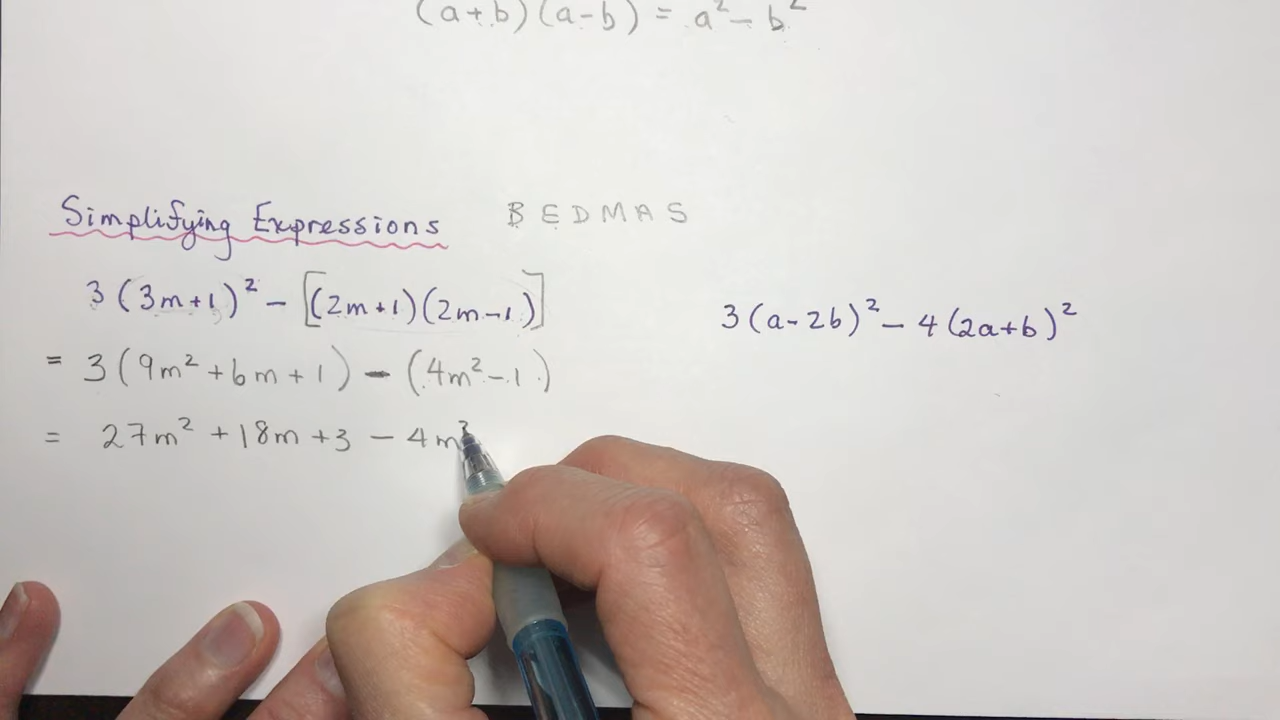 (a+b)(a-b) = a² - b²
Simplifying Expressions BEDMAS
3(3m+1)² - [(2m+1)(2m-1)]
3(a-2b)² - 4(2a+b)²
= 3(9m² + 6m + 1) - (4m² - 1)
= 27m² + 18m + 3 - 4m²